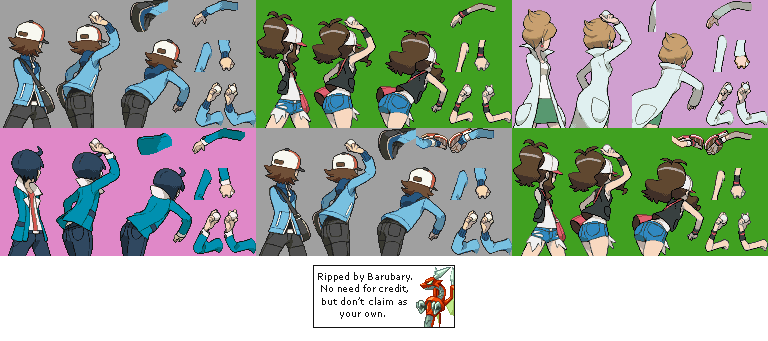 Ripped by Barubary.
No need for credit,
but don't claim as
your own.